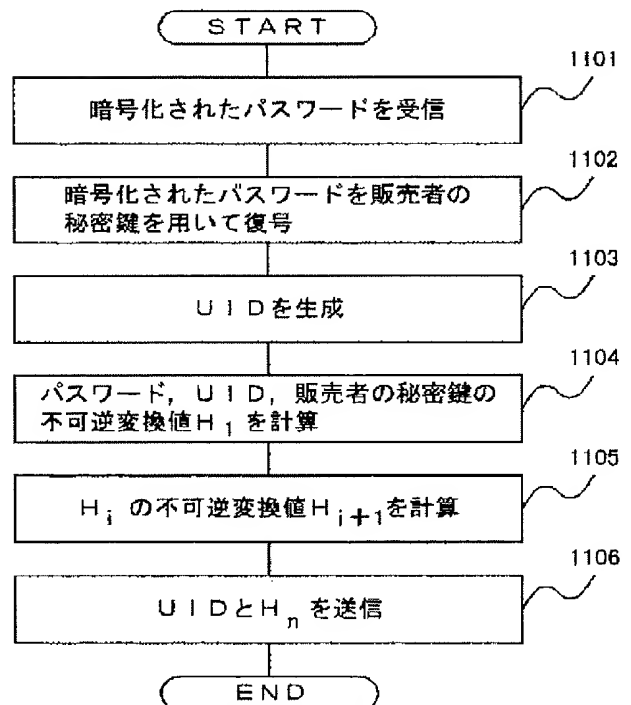 START
1101
暗号化されたパスワードを受信
1102
暗号化されたパスワードを販売者の
秘密鍵を用いて復号
1103
UIDを生成
1104
パスワード，UID，販売者の秘密鍵の
不可逆変換値H1を計算
1105
Hiの不可逆変換値Hi+1を計算
1106
UIDとHnを送信
END